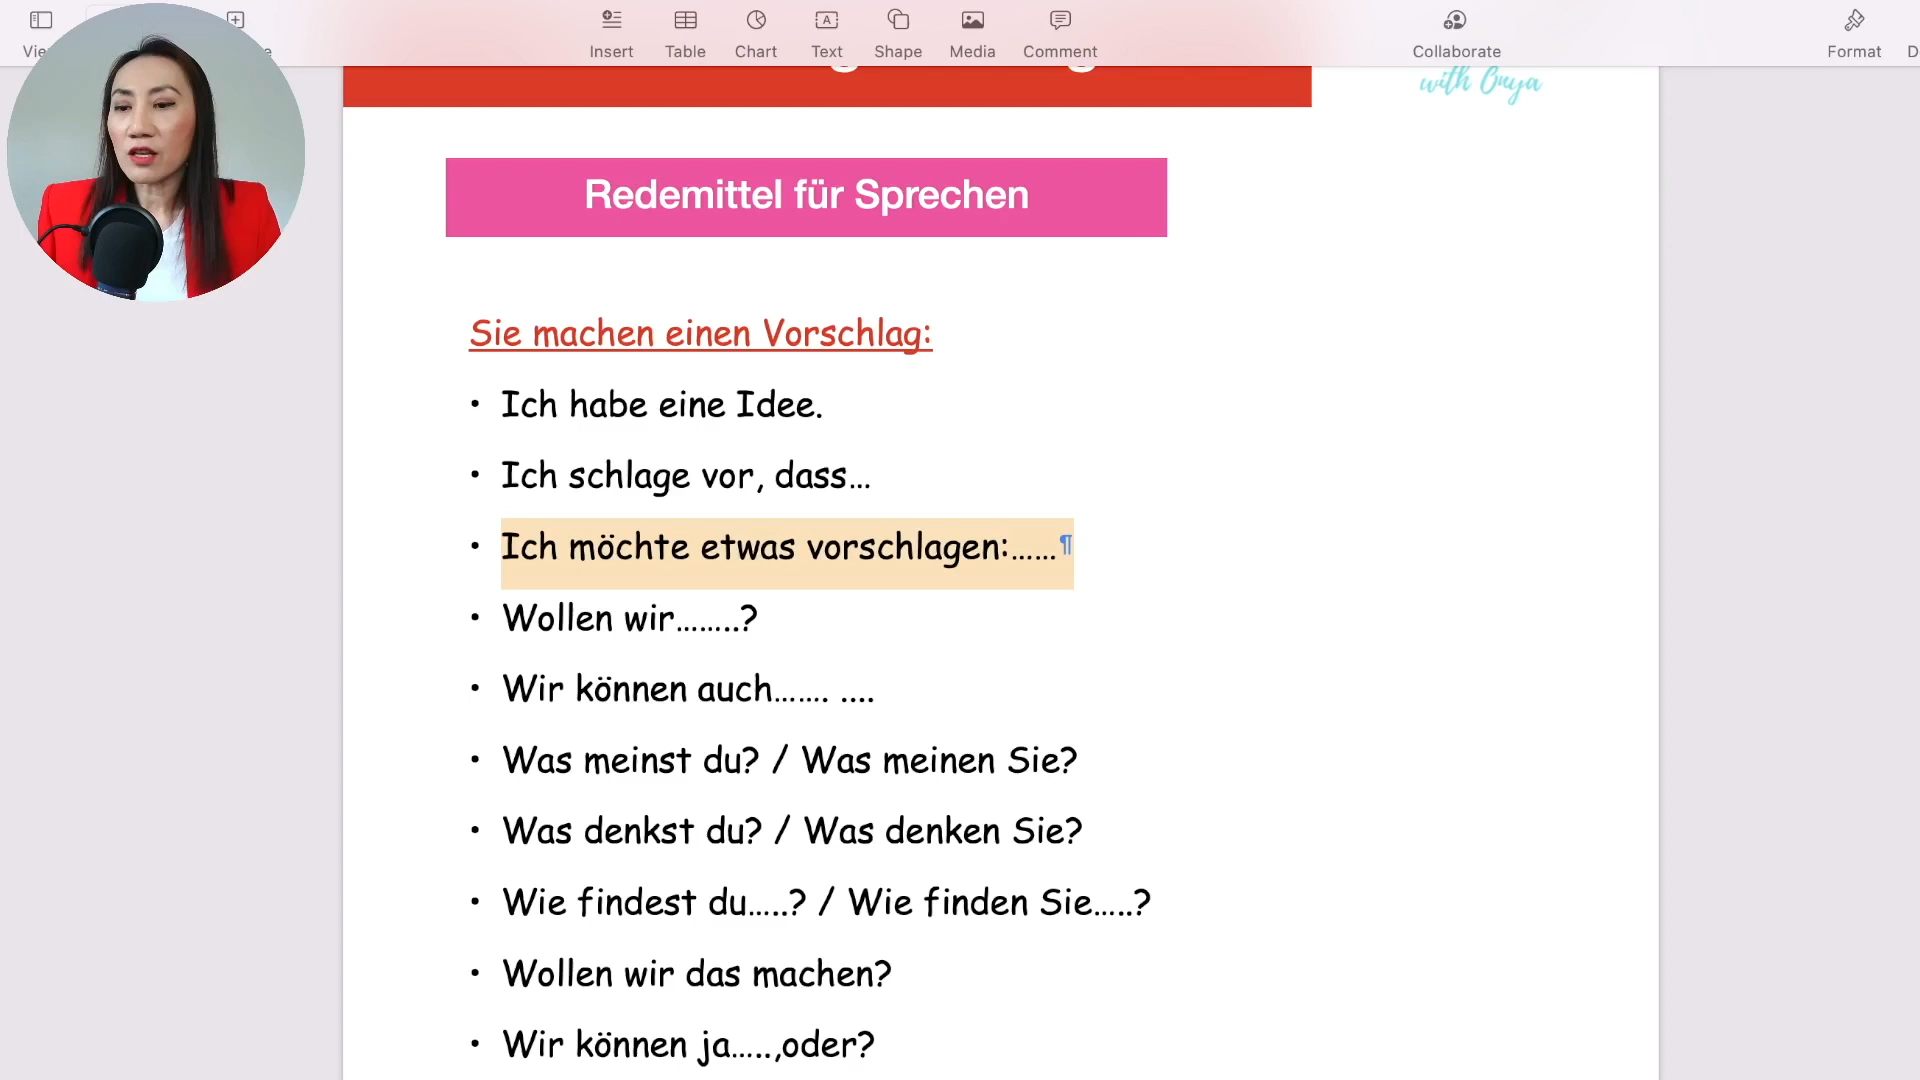 Insert
Table
Chart
Text
Shape
Media
Comment
Collaborate
Format
with Onya
Redemittel für Sprechen
Sie machen einen Vorschlag:
• Ich habe eine Idee.
• Ich schlage vor, dass…
• Ich möchte etwas vorschlagen:……¶
• Wollen wir……..?
• Wir können auch……. ....
• Was meinst du? / Was meinen Sie?
• Was denkst du? / Was denken Sie?
• Wie findest du…..? / Wie finden Sie…..?
• Wollen wir das machen?
• Wir können ja…..,oder?